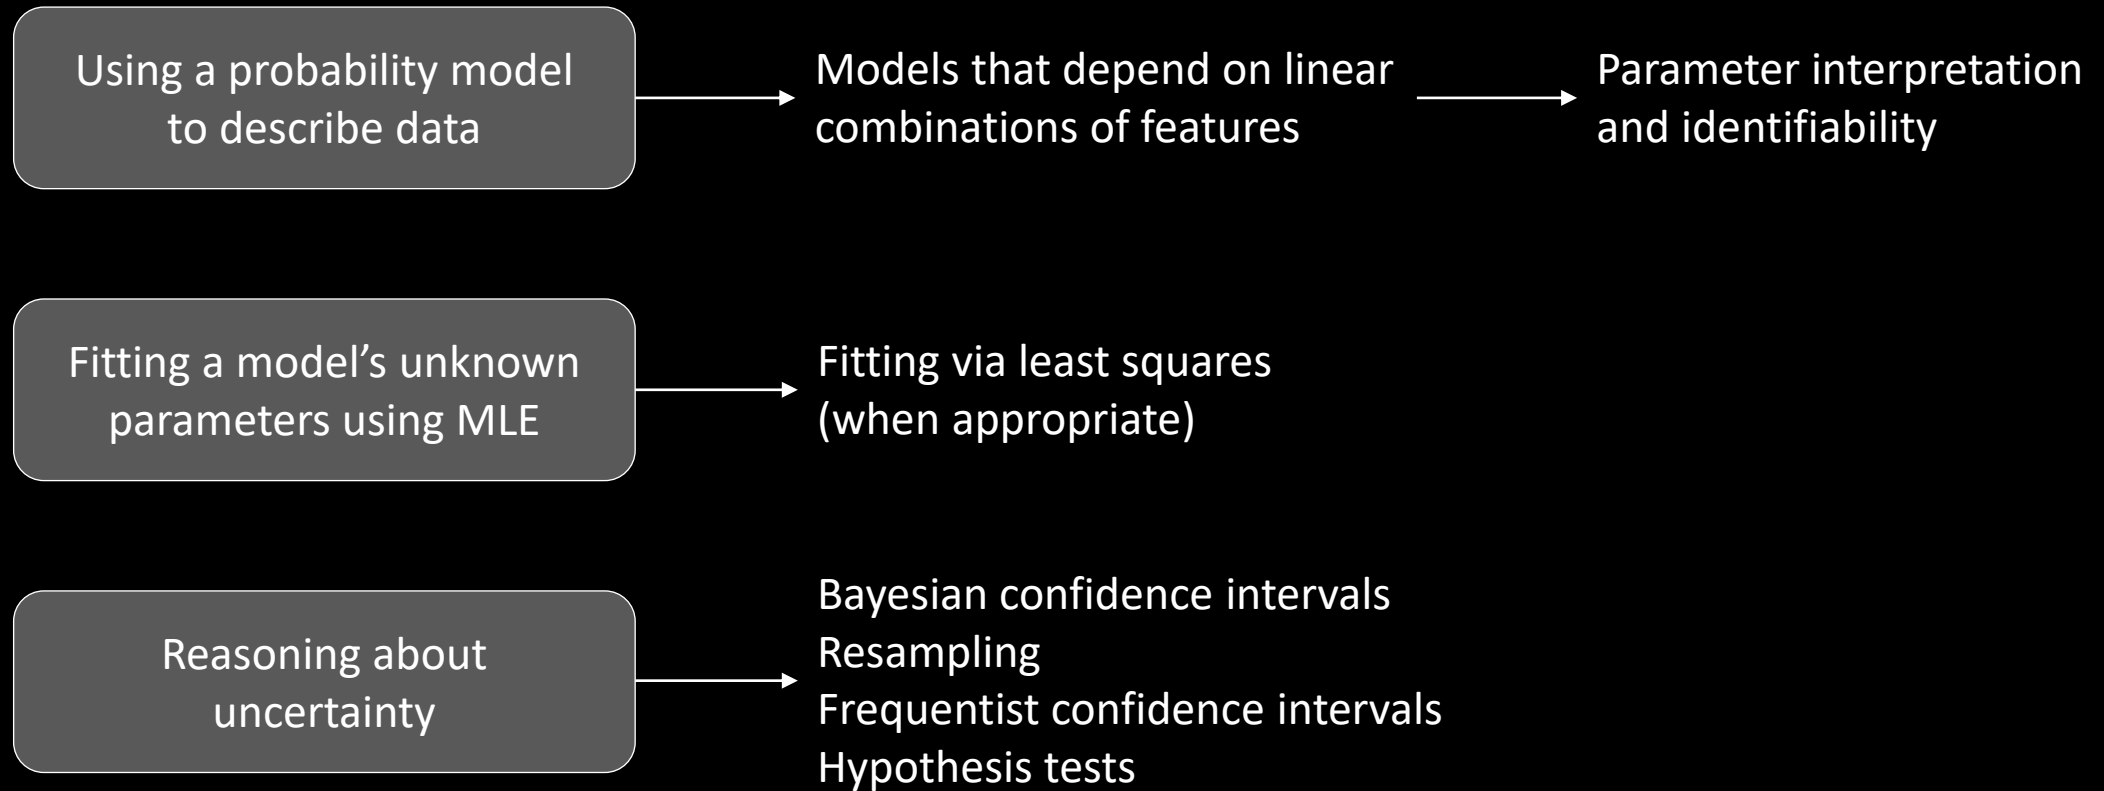 Using a probability model
to describe data
Models that depend on linear
combinations of features
Parameter interpretation
and identifiability
Fitting a model’s unknown
parameters using MLE
Fitting via least squares
(when appropriate)
Reasoning about
uncertainty
Bayesian confidence intervals
Resampling
Frequentist confidence intervals
Hypothesis tests